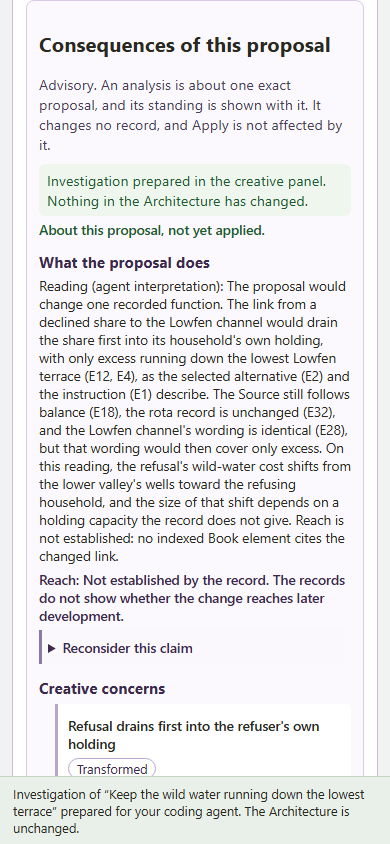 Consequences of this proposal
Advisory. An analysis is about one exact
proposal, and its standing is shown with it. It
changes no record, and Apply is not affected by
it.
Investigation prepared in the creative panel.
Nothing in the Architecture has changed.
About this proposal, not yet applied.
What the proposal does
Reading (agent interpretation): The proposal would
change one recorded function. The link from a
declined share to the Lowfen channel would drain
the share first into its household's own holding,
with only excess running down the lowest Lowfen
terrace (E12, E4), as the selected alternative (E2) and
the instruction (E1) describe. The Source still follows
balance (E18), the rota record is unchanged (E32),
and the Lowfen channel's wording is identical (E28),
but that wording would then cover only excess. On
this reading, the refusal's wild-water cost shifts from
the lower valley's wells toward the refusing
household, and the size of that shift depends on a
holding capacity the record does not give. Reach is
not established: no indexed Book element cites the
changed link.
Reach: Not established by the record. The records
do not show whether the change reaches later
development.
▶ Reconsider this claim
Creative concerns
Refusal drains first into the refuser's own
holding
Transformed
Investigation of “Keep the wild water running down the lowest
terrace” prepared for your coding agent. The Architecture is
unchanged.